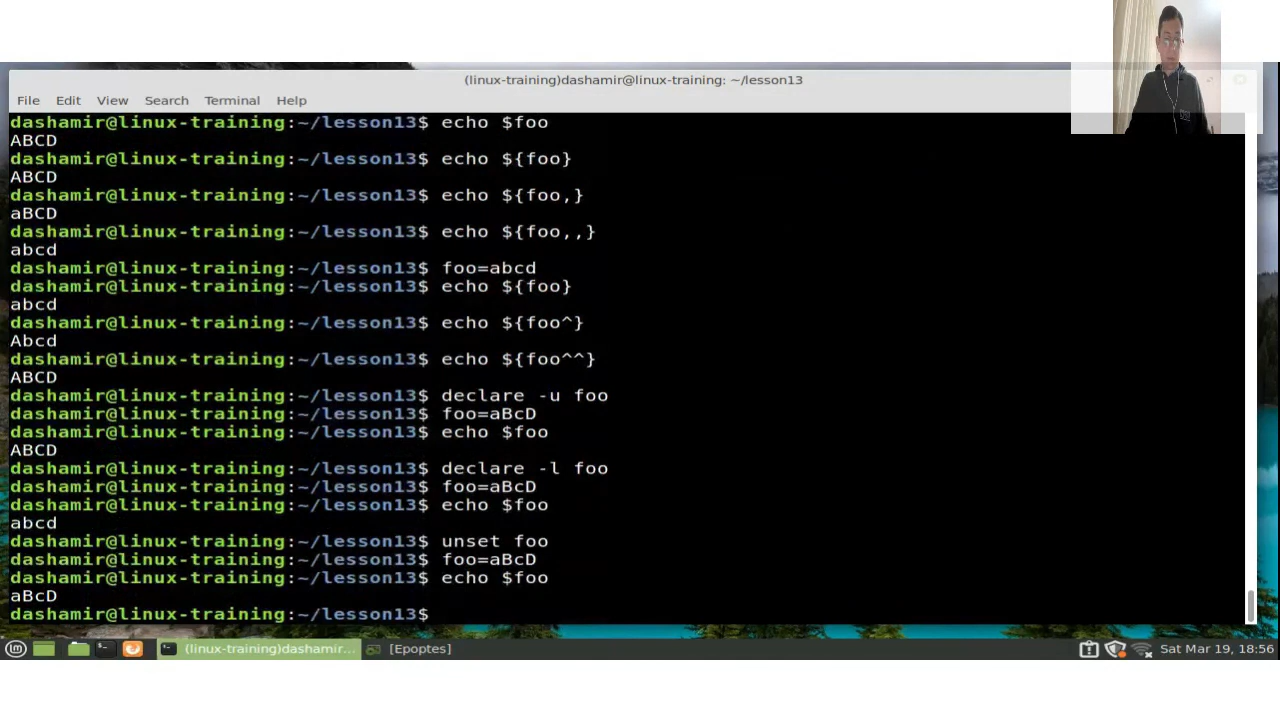 (linux-training)dashamir@linux-training: ~/lesson13
File Edit View Search Terminal Help
dashamir@linux-training:~/lesson13$ echo $foo
ABCD
dashamir@linux-training:~/lesson13$ echo ${foo}
ABCD
dashamir@linux-training:~/lesson13$ echo ${foo,}
aBCD
dashamir@linux-training:~/lesson13$ echo ${foo,,}
abcd
dashamir@linux-training:~/lesson13$ foo=abcd
dashamir@linux-training:~/lesson13$ echo ${foo}
abcd
dashamir@linux-training:~/lesson13$ echo ${foo^}
Abcd
dashamir@linux-training:~/lesson13$ echo ${foo^^}
ABCD
dashamir@linux-training:~/lesson13$ declare -u foo
dashamir@linux-training:~/lesson13$ foo=aBcD
dashamir@linux-training:~/lesson13$ echo $foo
ABCD
dashamir@linux-training:~/lesson13$ declare -l foo
dashamir@linux-training:~/lesson13$ foo=aBcD
dashamir@linux-training:~/lesson13$ echo $foo
abcd
dashamir@linux-training:~/lesson13$ unset foo
dashamir@linux-training:~/lesson13$ foo=aBcD
dashamir@linux-training:~/lesson13$ echo $foo
aBcD
dashamir@linux-training:~/lesson13$
(linux-training)dashamir... [Epoptes] Sat Mar 19, 18:56